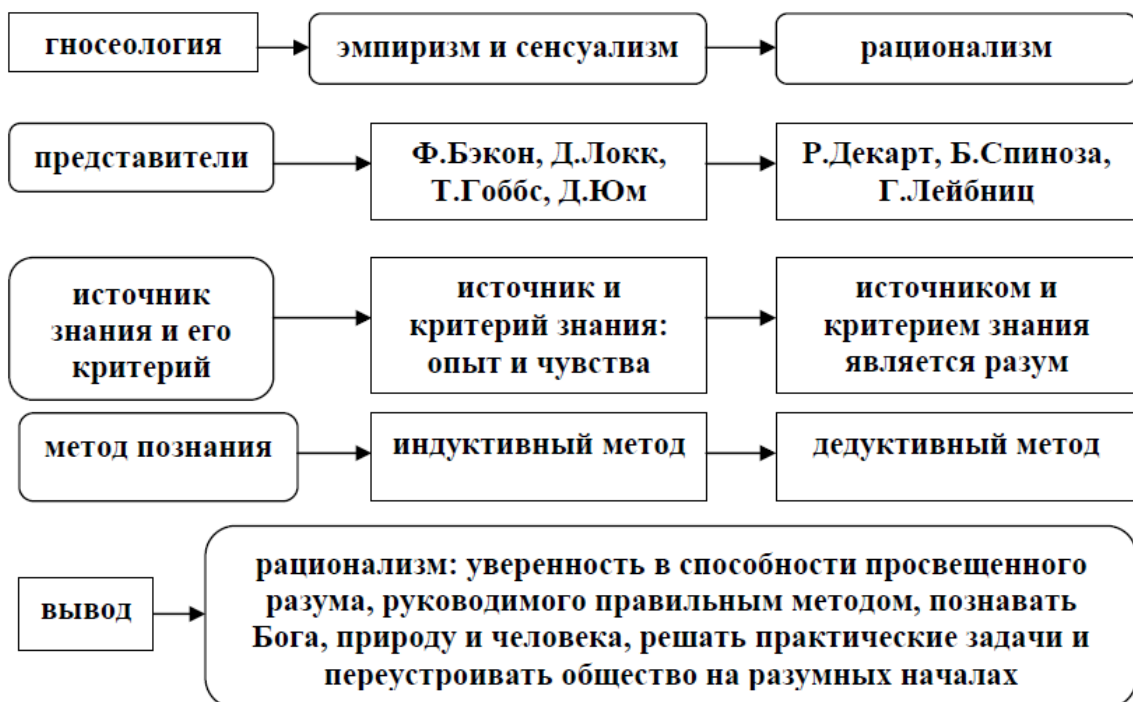 гносеология
эмпиризм и сенсуализм
рационализм
представители
Ф.Бэкон, Д.Локк,
Т.Гоббс, Д.Юм
Р.Декарт, Б.Спиноза,
Г.Лейбниц
источник
знания и его
критерий
источник и
критерий знания:
опыт и чувства
источником и
критерием знания
является разум
метод познания
индуктивный метод
дедуктивный метод
вывод
рационализм: уверенность в способности просвещенного
разума, руководимого правильным методом, познавать
Бога, природу и человека, решать практические задачи и
переустроивать общество на разумных началах